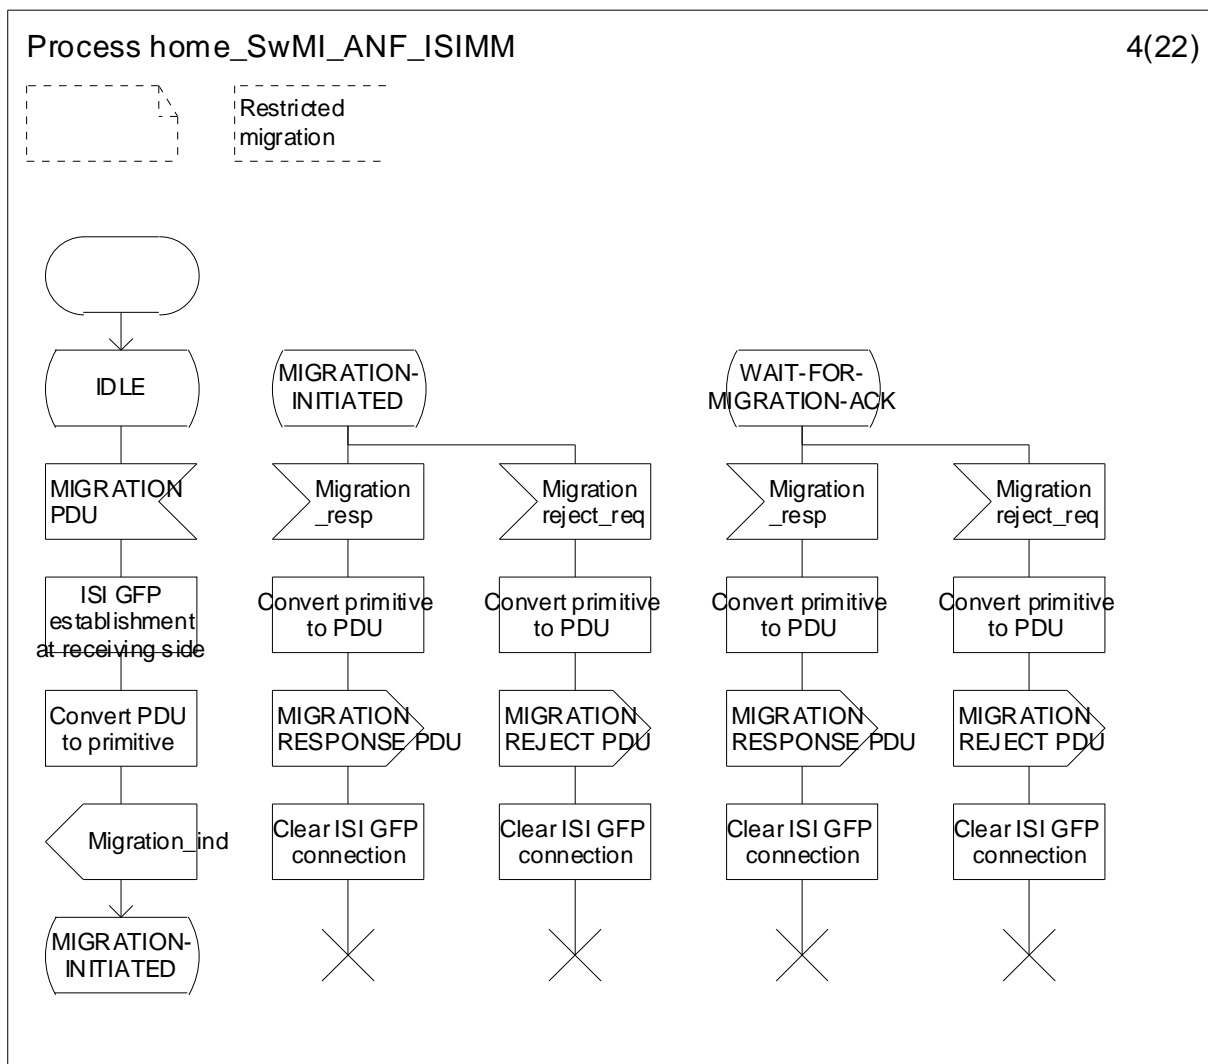 Process home_SwMI_ANF_ISIMM
4(22)
Restricted
migration
IDLE
MIGRATION
PDU
ISI GFP
establishment
at receiving side
Convert PDU
to primitive
Migration_ind
MIGRATION-
INITIATED
MIGRATION-
INITIATED
Migration
_resp
Convert primitive
to PDU
MIGRATION
RESPONSE PDU
Clear ISI GFP
connection
Migration
reject_req
Convert primitive
to PDU
MIGRATION
REJECT PDU
Clear ISI GFP
connection
WAIT-FOR-
MIGRATION-ACK
Migration
_resp
Convert primitive
to PDU
MIGRATION
RESPONSE PDU
Clear ISI GFP
connection
Migration
reject_req
Convert primitive
to PDU
MIGRATION
REJECT PDU
Clear ISI GFP
connection